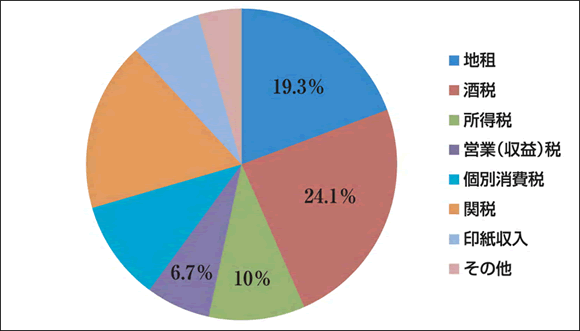 19.3%
24.1%
10%
6.7%
地租
酒税
所得税
営業(収益)税
個別消費税
関税
印紙収入
その他